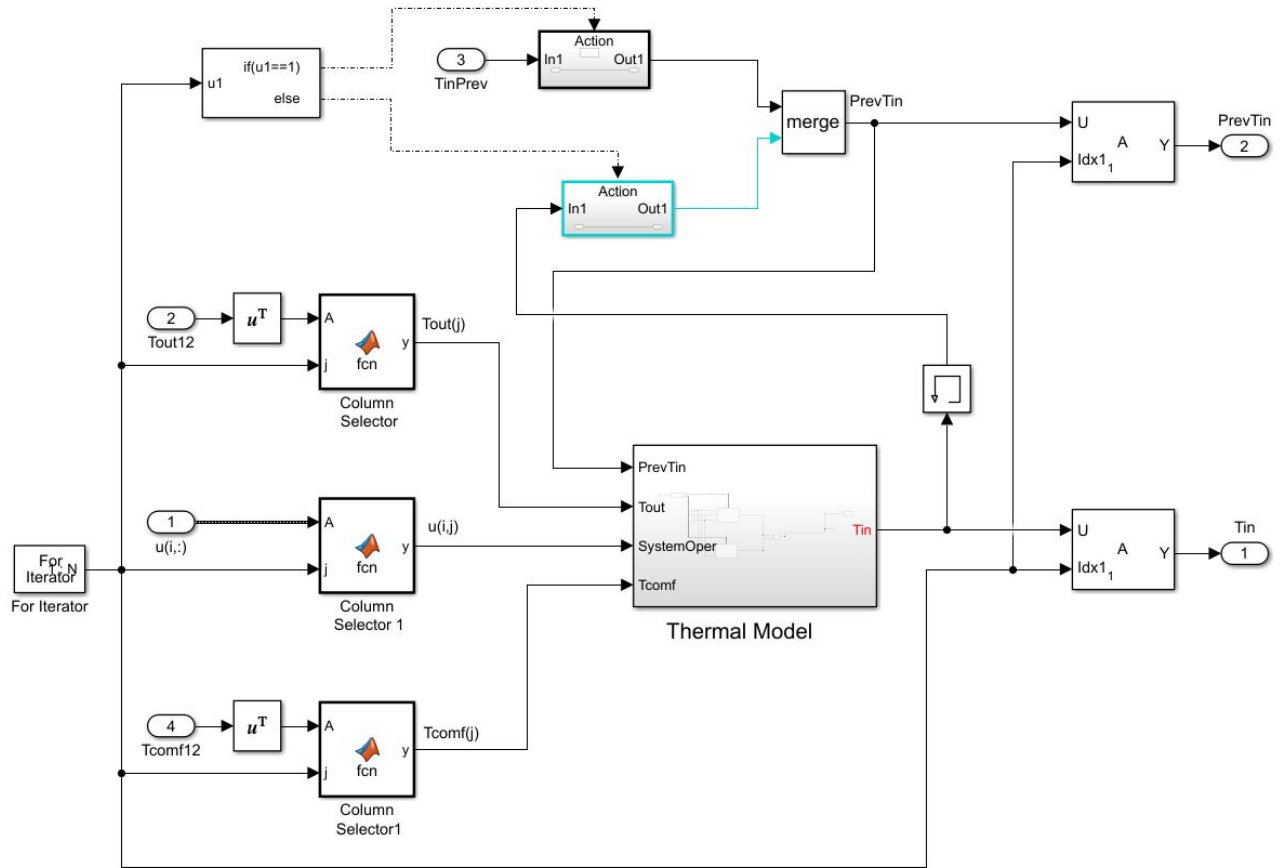 Action
In1
Out1
3
TinPrev
if(u1==1)
u1
else
merge
PrevTin
U
A
Y
Idx1
1
PrevTin
2
Action
In1
Out1
2
Tout12
uT
A
j
y
fcn
Column
Selector
Tout(j)
1
u(i,:)
A
j
y
fcn
Column
Selector 1
u(i,j)
For
Iterator
1 : N
For Iterator
PrevTin
Tout
SystemOper
Tcomf
Tin
Thermal Model
U
A
Y
Idx1
1
Tin
1
4
Tcomf12
uT
A
j
y
fcn
Column
Selector1
Tcomf(j)